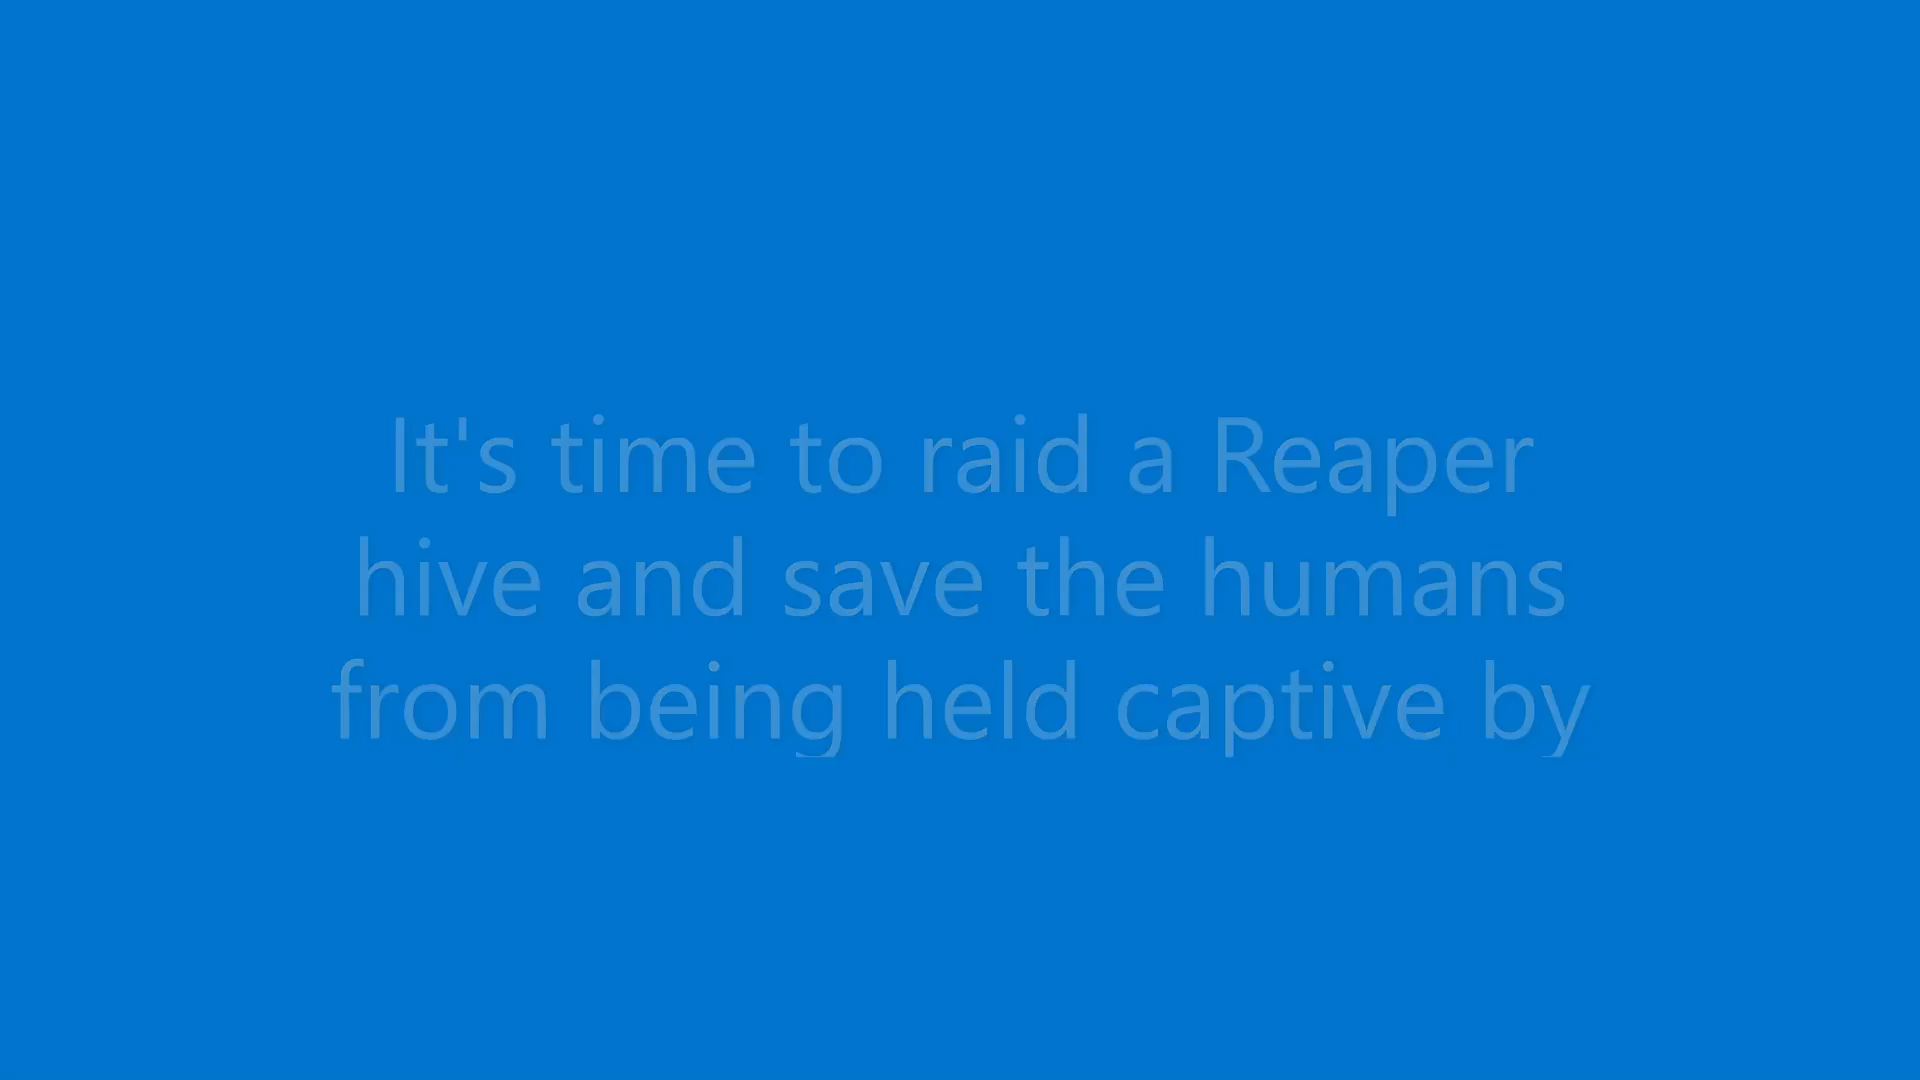 It's time to raid a Reaper
hive and save the humans
from being held captive by